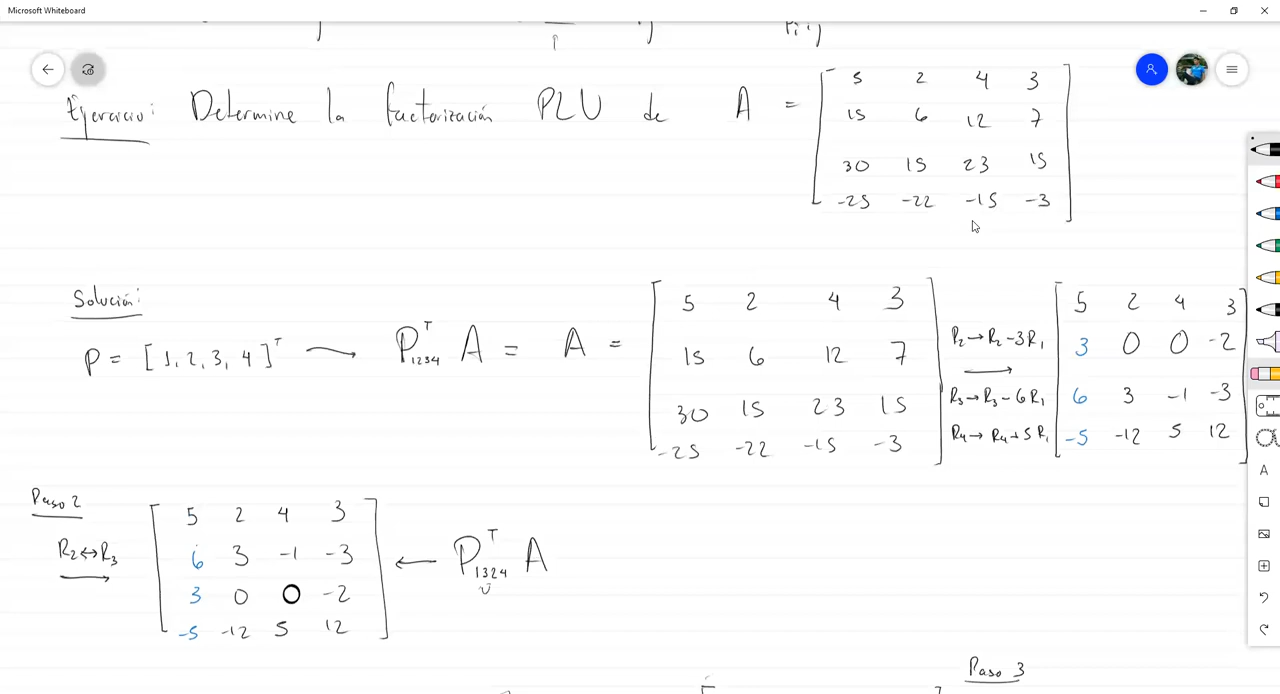 Microsoft Whiteboard
Ejercicio: Determine la factorización PLU de A = [ 5 2 4 3
15 6 12 7
30 15 23 15
-25 -22 -15 -3 ]
Solución:
P = [1, 2, 3, 4]^T → P^T_1234 A = A = [ 5 2 4 3
15 6 12 7
30 15 23 15
-25 -22 -15 -3 ]
R2→R2-3R1
R3→R3-6R1
R4→R4+5R1
[ 5 2 4 3
3 0 0 -2
6 3 -1 -3
-5 -12 5 12 ]
Paso 2
R2↔R3
[ 5 2 4 3
6 3 -1 -3
3 0 0 -2
-5 -12 5 12 ] ← P^T_1324 A
Paso 3